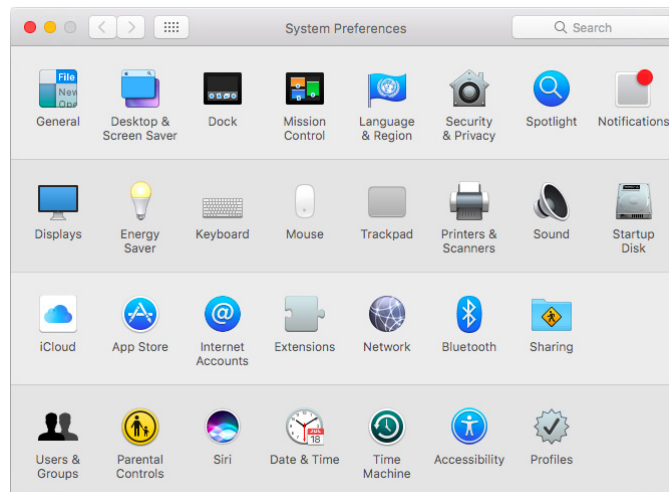 System Preferences
Search
File
New
Ope
General
Desktop &
Screen Saver
Dock
Mission
Control
Language
& Region
Security
& Privacy
Spotlight
Notifications
Displays
Energy
Saver
Keyboard
Mouse
Trackpad
Printers &
Scanners
Sound
Startup
Disk
iCloud
App Store
@
Internet
Accounts
Extensions
Network
Bluetooth
Sharing
Users &
Groups
Parental
Controls
Siri
JUL
18
Date & Time
Time
Machine
Accessibility
Profiles